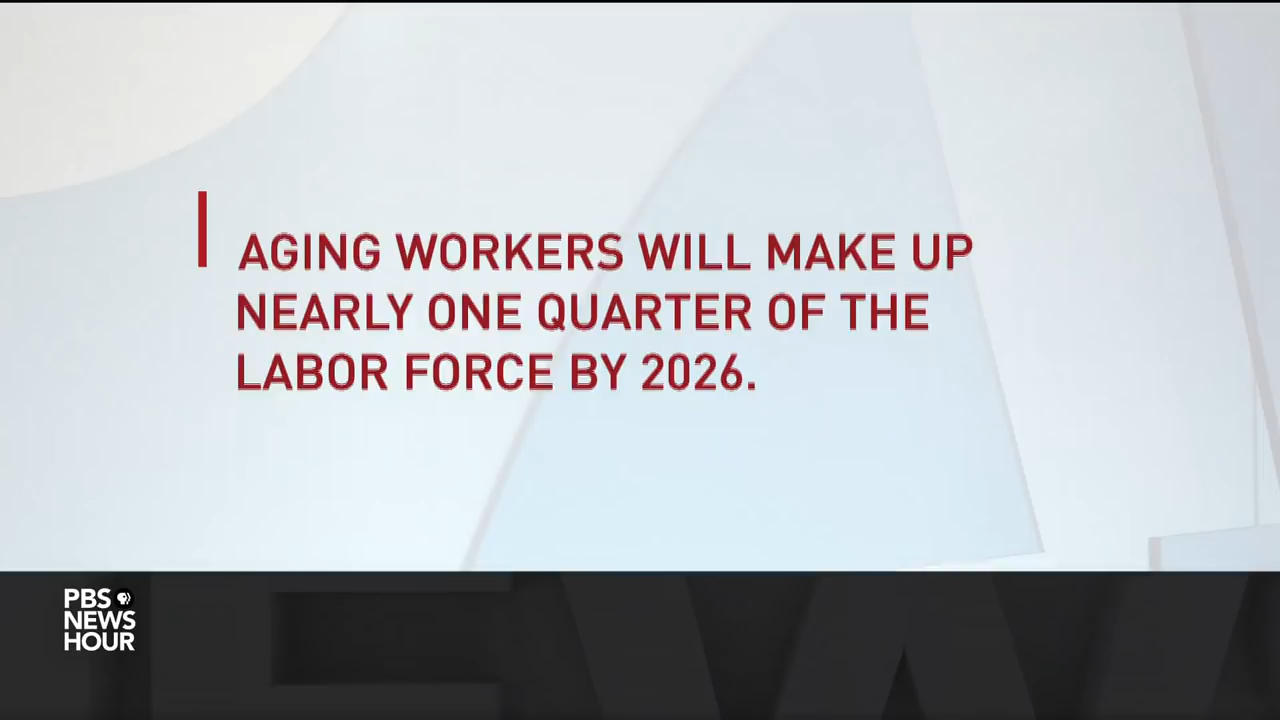 AGING WORKERS WILL MAKE UP
NEARLY ONE QUARTER OF THE
LABOR FORCE BY 2026.
PBS
NEWS
HOUR